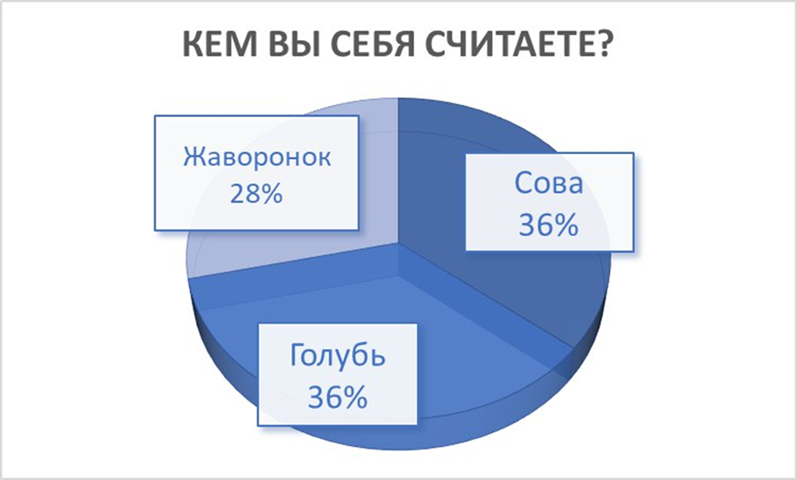 КЕМ ВЫ СЕБЯ СЧИТАЕТЕ?
Жаворонок
28%
Сова
36%
Голубь
36%